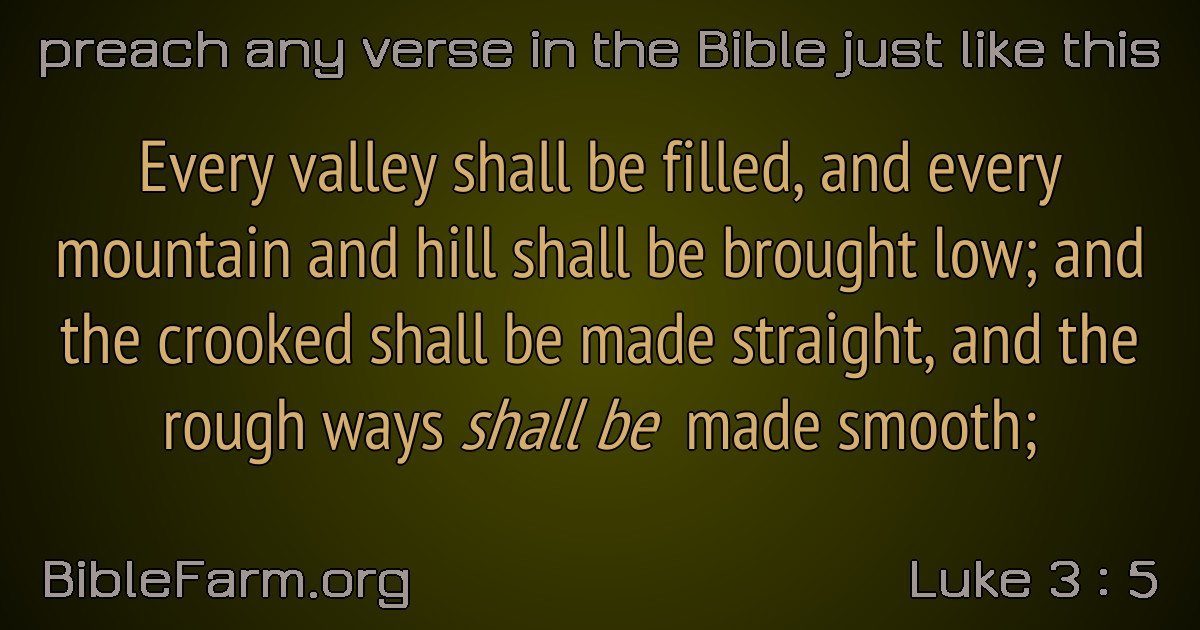 preach any verse in the Bible just like this
Every valley shall be filled, and every
mountain and hill shall be brought low; and
the crooked shall be made straight, and the
rough ways shall be made smooth;
BibleFarm.org
Luke 3 : 5